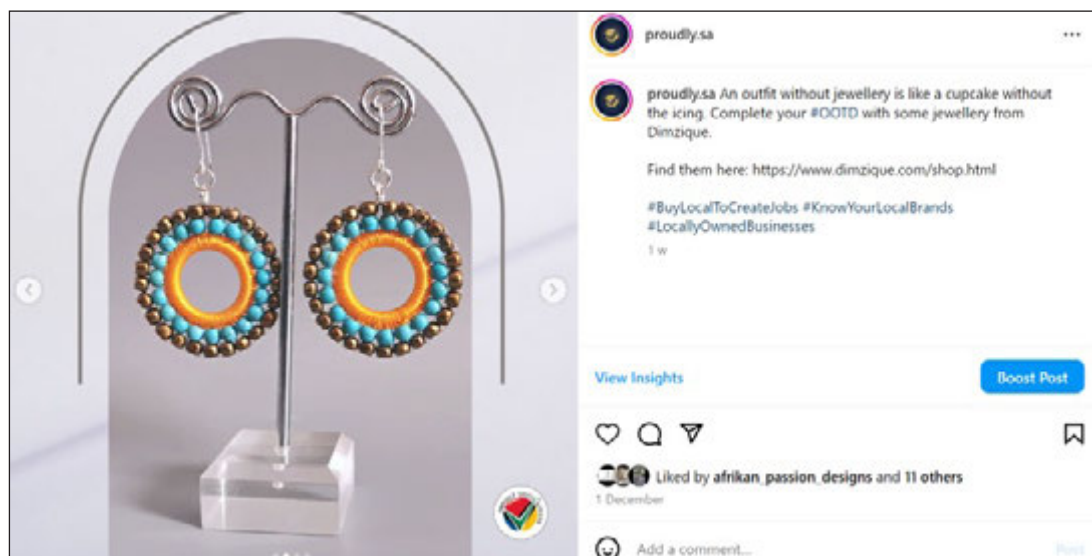 proudly.sa
proudly.sa An outfit without jewellery is like a cupcake without
the icing. Complete your #OOTD with some jewellery from
Dimzique.
Find them here: https://www.dimzique.com/shop.html
#BuyLocalToCreateJobs #KnowYourLocalBrands
#LocallyOwnedBusinesses
1 w
View Insights
Boost Post
Liked by afrikan_passion_designs and 11 others
1 December
Add a comment...
Post